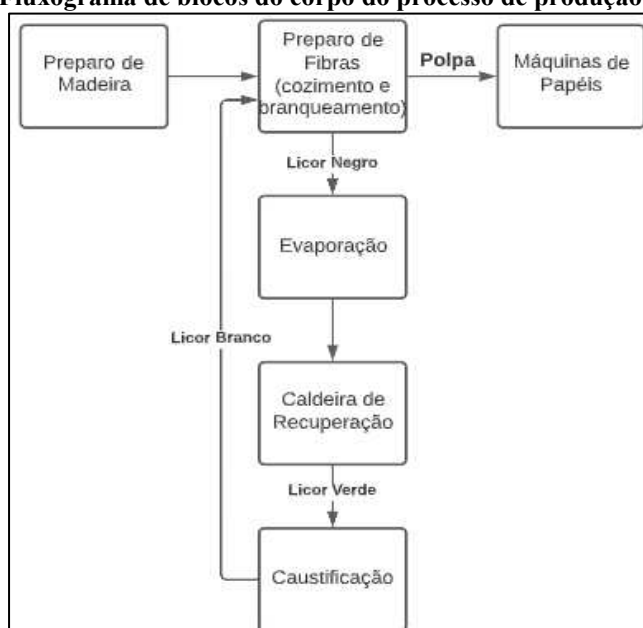 Fluxograma de blocos do corpo do processo de produção
Preparo de
Madeira
Preparo de
Fibras
(cozimento e
branqueamento)
Polpa
Máquinas de
Papéis
Licor Negro
Evaporação
Licor Branco
Caldeira de
Recuperação
Licor Verde
Caustificação